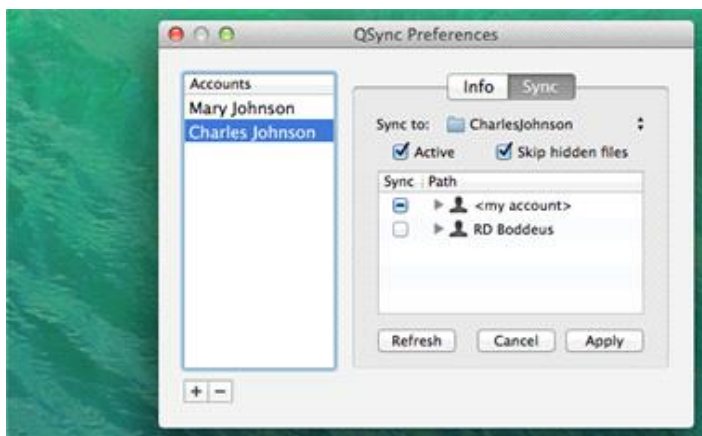 QSync Preferences
Accounts
Mary Johnson
Charles Johnson
Info Sync
Sync to: CharlesJohnson
Active Skip hidden files
Sync Path
<my account>
RD Boddeus
Refresh Cancel Apply
+ −